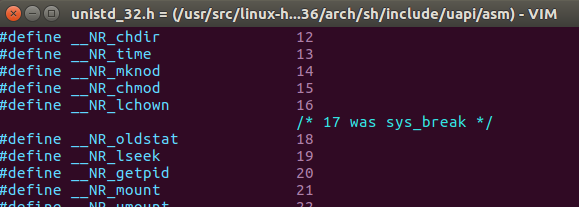 unistd_32.h = (/usr/src/linux-h...36/arch/sh/include/uapi/asm) - VIM
#define __NR_chdir 12
#define __NR_time 13
#define __NR_mknod 14
#define __NR_chmod 15
#define __NR_lchown 16
/* 17 was sys_break */
#define __NR_oldstat 18
#define __NR_lseek 19
#define __NR_getpid 20
#define __NR_mount 21
#define __NR_umount 22